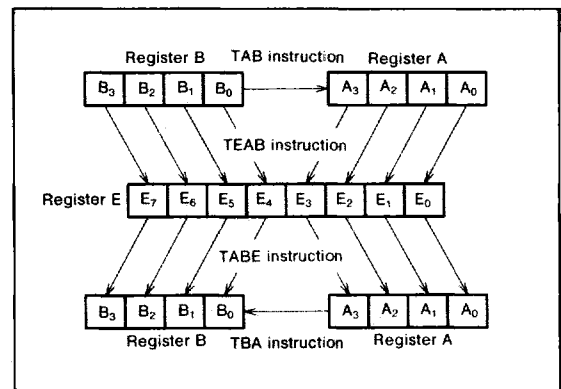 TAB instruction
Register B Register A
B3 B2 B1 B0 A3 A2 A1 A0
TEAB instruction
Register E E7 E6 E5 E4 E3 E2 E1 E0
TABE instruction
B3 B2 B1 B0 A3 A2 A1 A0
Register B TBA instruction Register A